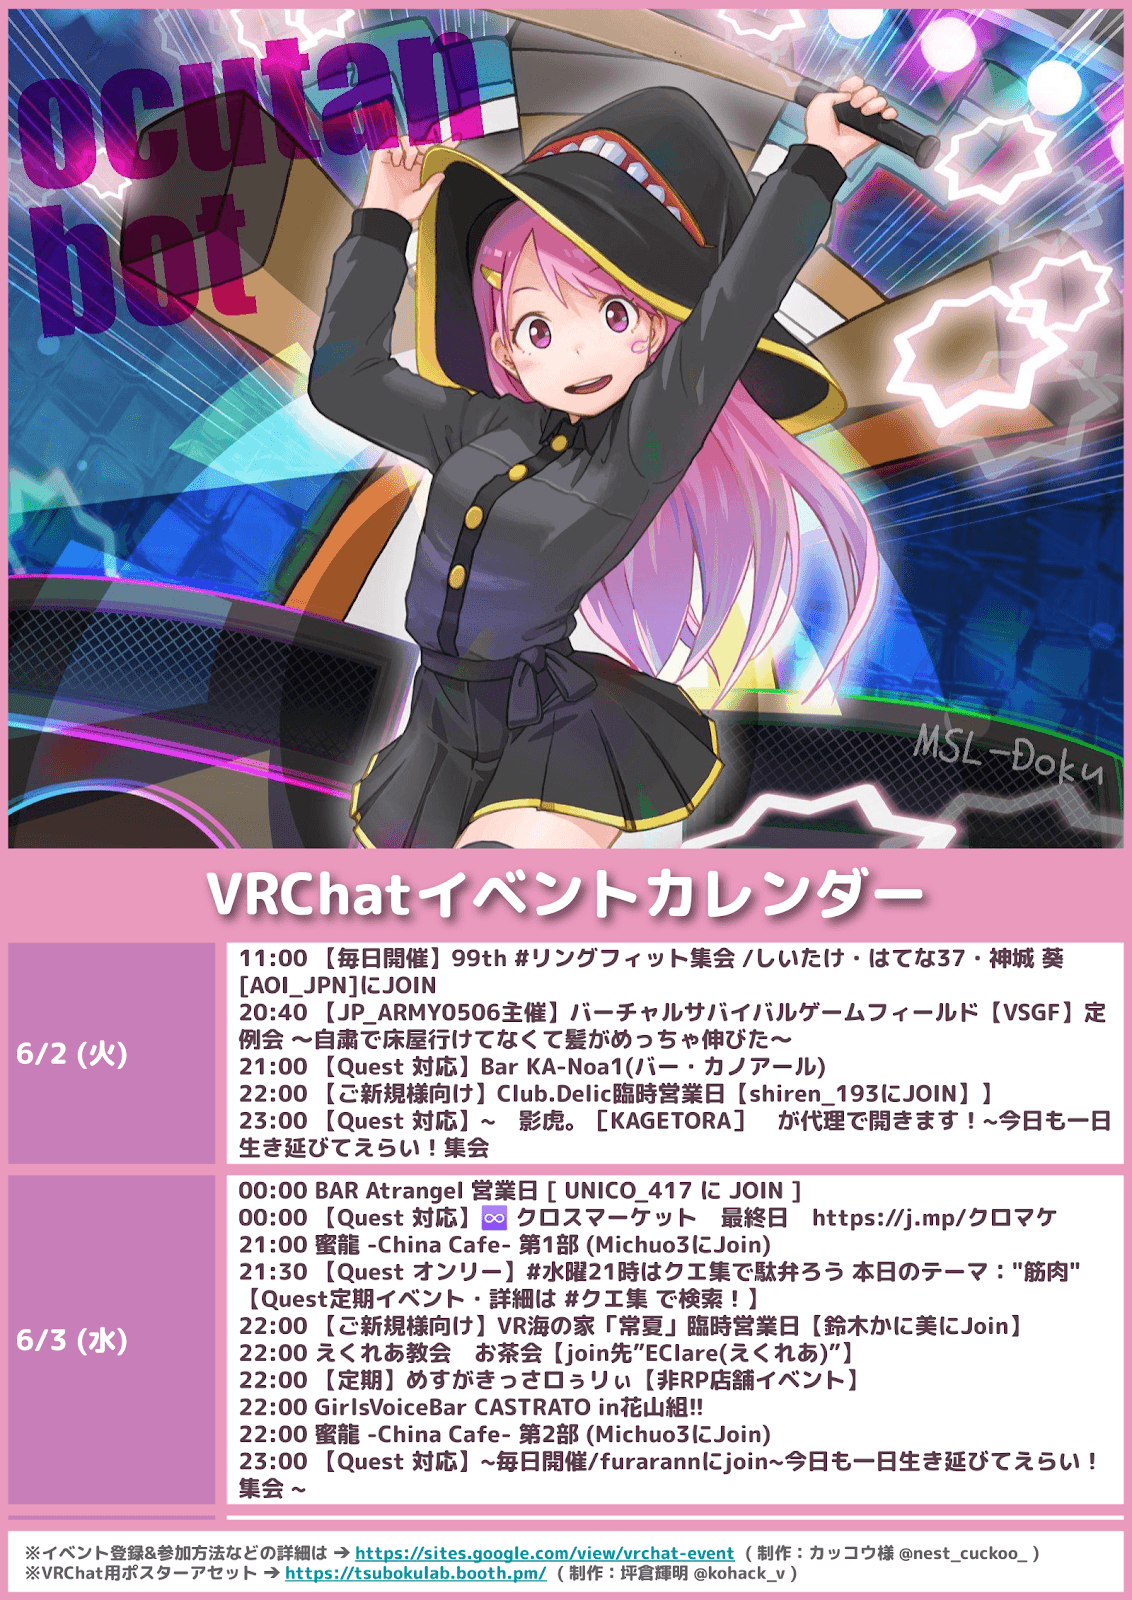 ocutan
bot
MSL-Doku
VRChatイベントカレンダー
6/2 (火)
11:00 【毎日開催】99th #リングフィット集会 /しいたけ・はてな37・神城 葵
[AOI_JPN]にJOIN
20:40 【JP_ARMY0506主催】バーチャルサバイバルゲームフィールド【VSGF】定
例会 〜自粛で床屋行けてなくて髪がめっちゃ伸びた〜
21:00 【Quest 対応】Bar KA-Noa1(バー・カノアール)
22:00 【ご新規様向け】Club.Delic臨時営業日【shiren_193にJOIN】】
23:00 【Quest 対応】~　影虎。［KAGETORA］　が代理で開きます！~今日も一日
生き延びてえらい！集会
6/3 (水)
00:00 BAR Atrangel 営業日 [ UNICO_417 に JOIN ]
00:00 【Quest 対応】♾ クロスマーケット　最終日　https://j.mp/クロマケ
21:00 蜜龍 -China Cafe- 第1部 (Michuo3にJoin)
21:30 【Quest オンリー】#水曜21時はクエ集で駄弁ろう 本日のテーマ："筋肉"
【Quest定期イベント・詳細は #クエ集 で検索！】
22:00 【ご新規様向け】VR海の家「常夏」臨時営業日【鈴木かに美にJoin】
22:00 えくれあ教会　お茶会【join先”EClare(えくれあ)”】
22:00 【定期】めすがきっさロぅリぃ【非RP店舗イベント】
22:00 GirlsVoiceBar CASTRATO in花山組!!
22:00 蜜龍 -China Cafe- 第2部 (Michuo3にJoin)
23:00 【Quest 対応】~毎日開催/furarannにjoin~今日も一日生き延びてえらい！
集会 ~
※イベント登録&参加方法などの詳細は ➔ https://sites.google.com/view/vrchat-event ( 制作：カッコウ様 @nest_cuckoo_ )
※VRChat用ポスターアセット ➔ https://tsubokulab.booth.pm/ ( 制作：坪倉輝明 @kohack_v )